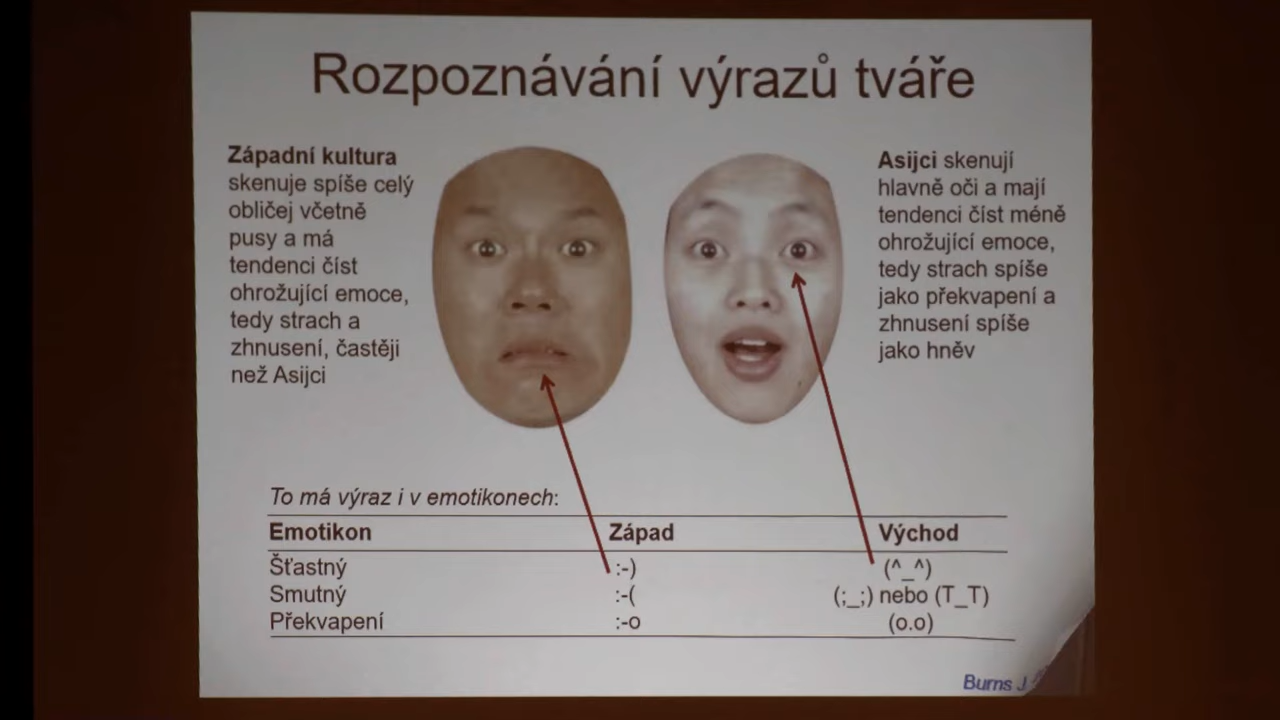 Rozpoznávání výrazů tváře
Západní kultura
skenuje spíše celý
obličej včetně
pusy a má
tendenci číst
ohrožující emoce,
tedy strach a
zhnusení, častěji
než Asijci
Asijci skenují
hlavně oči a mají
tendenci číst méně
ohrožující emoce,
tedy strach spíše
jako překvapení a
zhnusení spíše
jako hněv
To má výraz i v emotikonech:
Emotikon Západ Východ
Šťastný :-) (^_^)
Smutný :-( (;_;) nebo (T_T)
Překvapení :-o (o.o)
Burns J